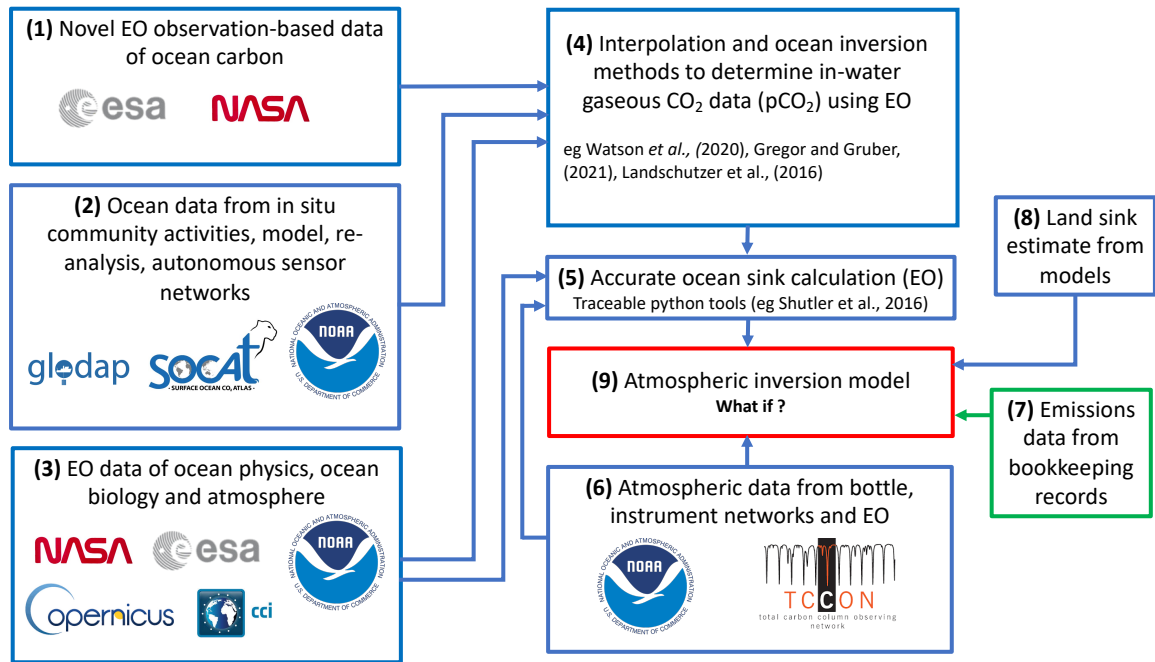 (1) Novel EO observation-based data
of ocean carbon
esa
NASA
(2) Ocean data from in situ
community activities, model, re-
analysis, autonomous sensor
networks
glodap
SOCAT
- SURFACE OCEAN CO₂ ATLAS -
NATIONAL OCEANIC AND ATMOSPHERIC ADMINISTRATION
NOAA
U.S. DEPARTMENT OF COMMERCE
(3) EO data of ocean physics, ocean
biology and atmosphere
NASA
esa
NATIONAL OCEANIC AND ATMOSPHERIC ADMINISTRATION
NOAA
U.S. DEPARTMENT OF COMMERCE
opernicus
cci
(4) Interpolation and ocean inversion
methods to determine in-water
gaseous CO₂ data (pCO₂) using EO
eg Watson et al., (2020), Gregor and Gruber,
(2021), Landschutzer et al., (2016)
(5) Accurate ocean sink calculation (EO)
Traceable python tools (eg Shutler et al., 2016)
(9) Atmospheric inversion model
What if ?
(6) Atmospheric data from bottle,
instrument networks and EO
NATIONAL OCEANIC AND ATMOSPHERIC ADMINISTRATION
NOAA
U.S. DEPARTMENT OF COMMERCE
TCCON
total carbon column observing
network
(8) Land sink
estimate from
models
(7) Emissions
data from
bookkeeping
records